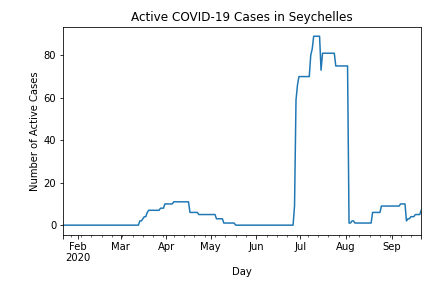 Active COVID-19 Cases in Seychelles
Number of Active Cases
80
60
40
20
0
Feb Mar Apr May Jun Jul Aug Sep
2020
Day